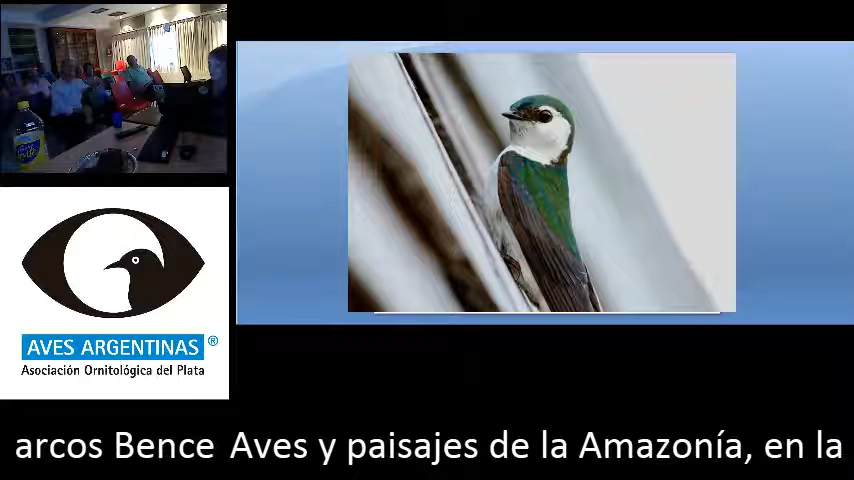 AVES ARGENTINAS ®
Asociación Ornitológica del Plata
arcos Bence Aves y paisajes de la Amazonía, en la